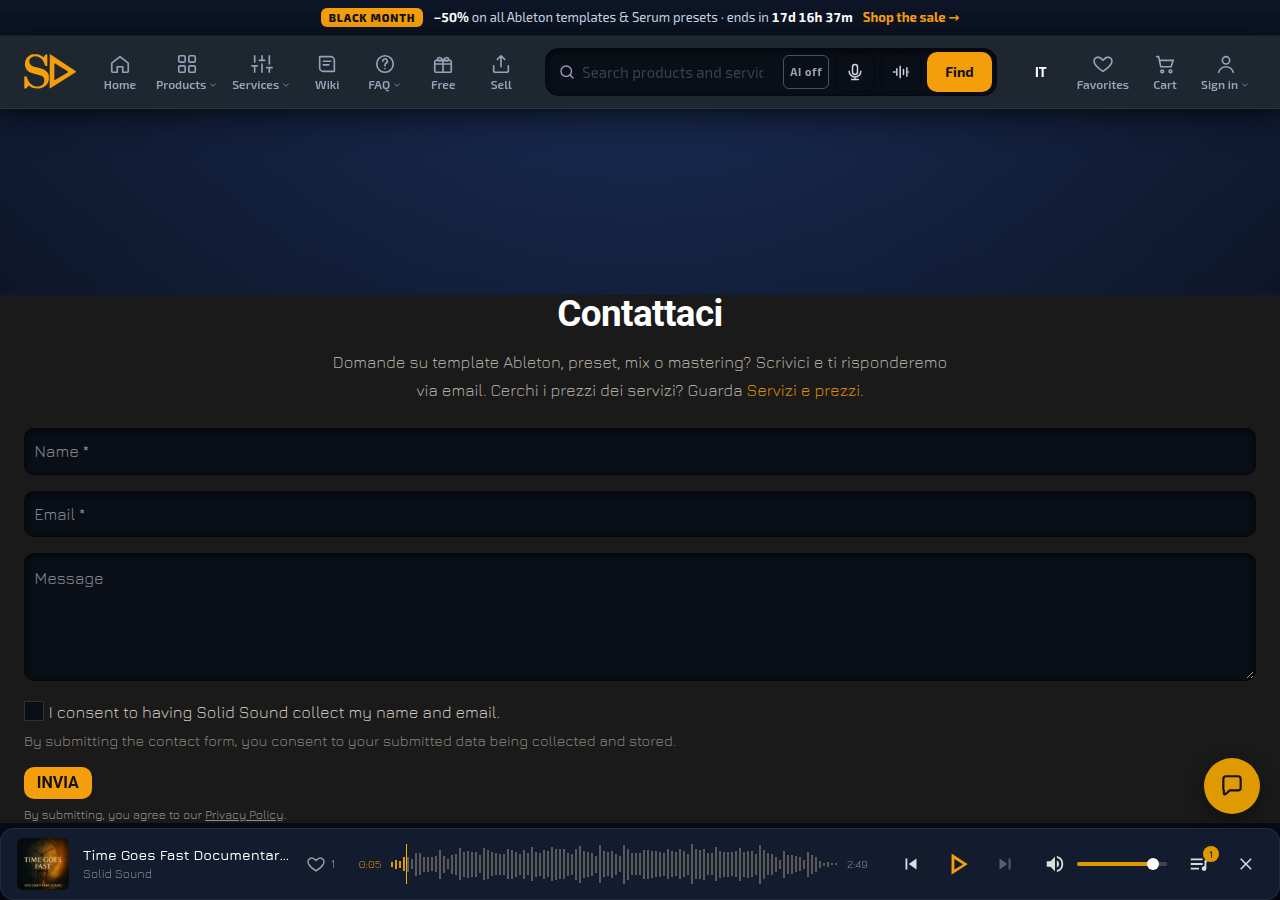 BLACK MONTH −50% on all Ableton templates & Serum presets · ends in 17d 16h 37m Shop the sale →
SD
Home Products Services Wiki FAQ Free Sell
Search products and servic AI off Find
IT Favorites Cart Sign in
Contattaci
Domande su template Ableton, preset, mix o mastering? Scrivici e ti risponderemo
via email. Cerchi i prezzi dei servizi? Guarda Servizi e prezzi.
Name *
Email *
Message
I consent to having Solid Sound collect my name and email.
By submitting the contact form, you consent to your submitted data being collected and stored.
INVIA
By submitting, you agree to our Privacy Policy.
TIME GOES
FAST
Time Goes Fast Documentar...
Solid Sound
1
0:05
2:49
1